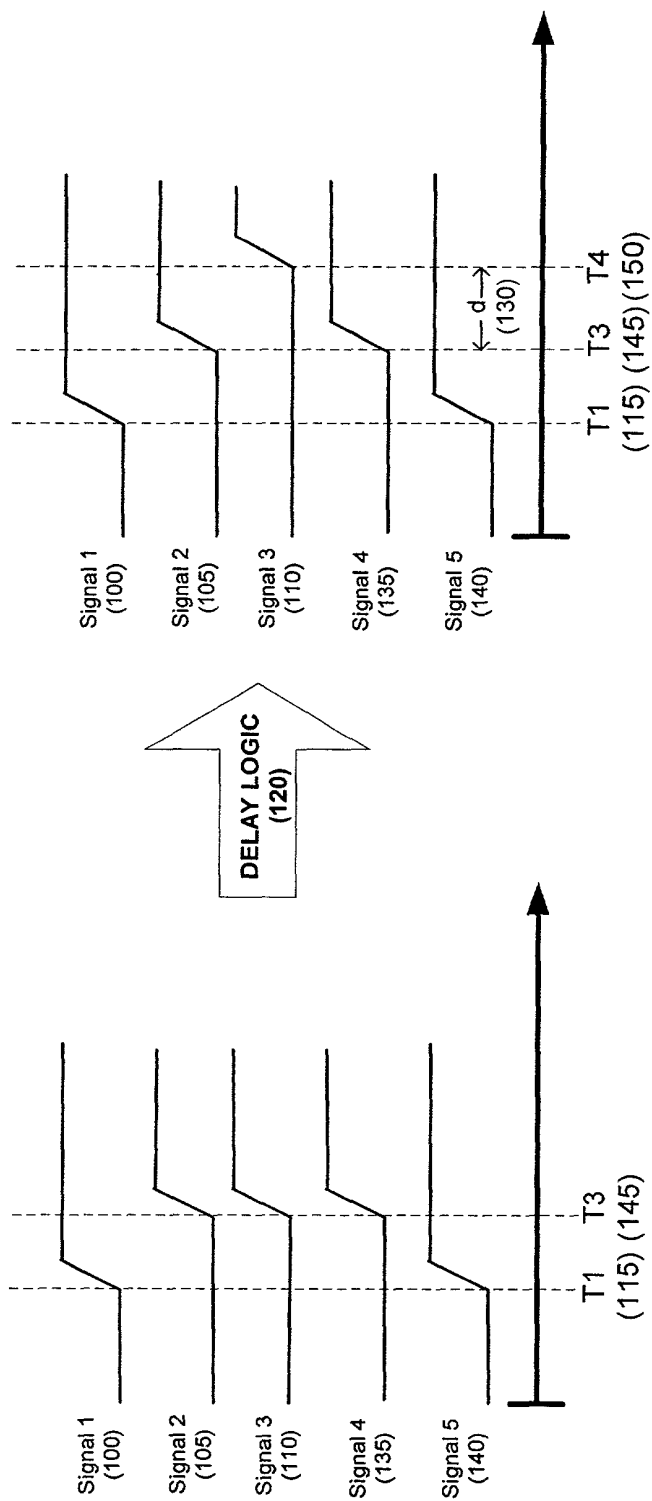 Signal 1
(100)
Signal 2
(105)
Signal 3
(110)
Signal 4
(135)
Signal 5
(140)
T1 T3
(115) (145)
DELAY LOGIC
(120)
Signal 1
(100)
Signal 2
(105)
Signal 3
(110)
Signal 4
(135)
Signal 5
(140)
d
(130)
T1 T3 T4
(115) (145) (150)